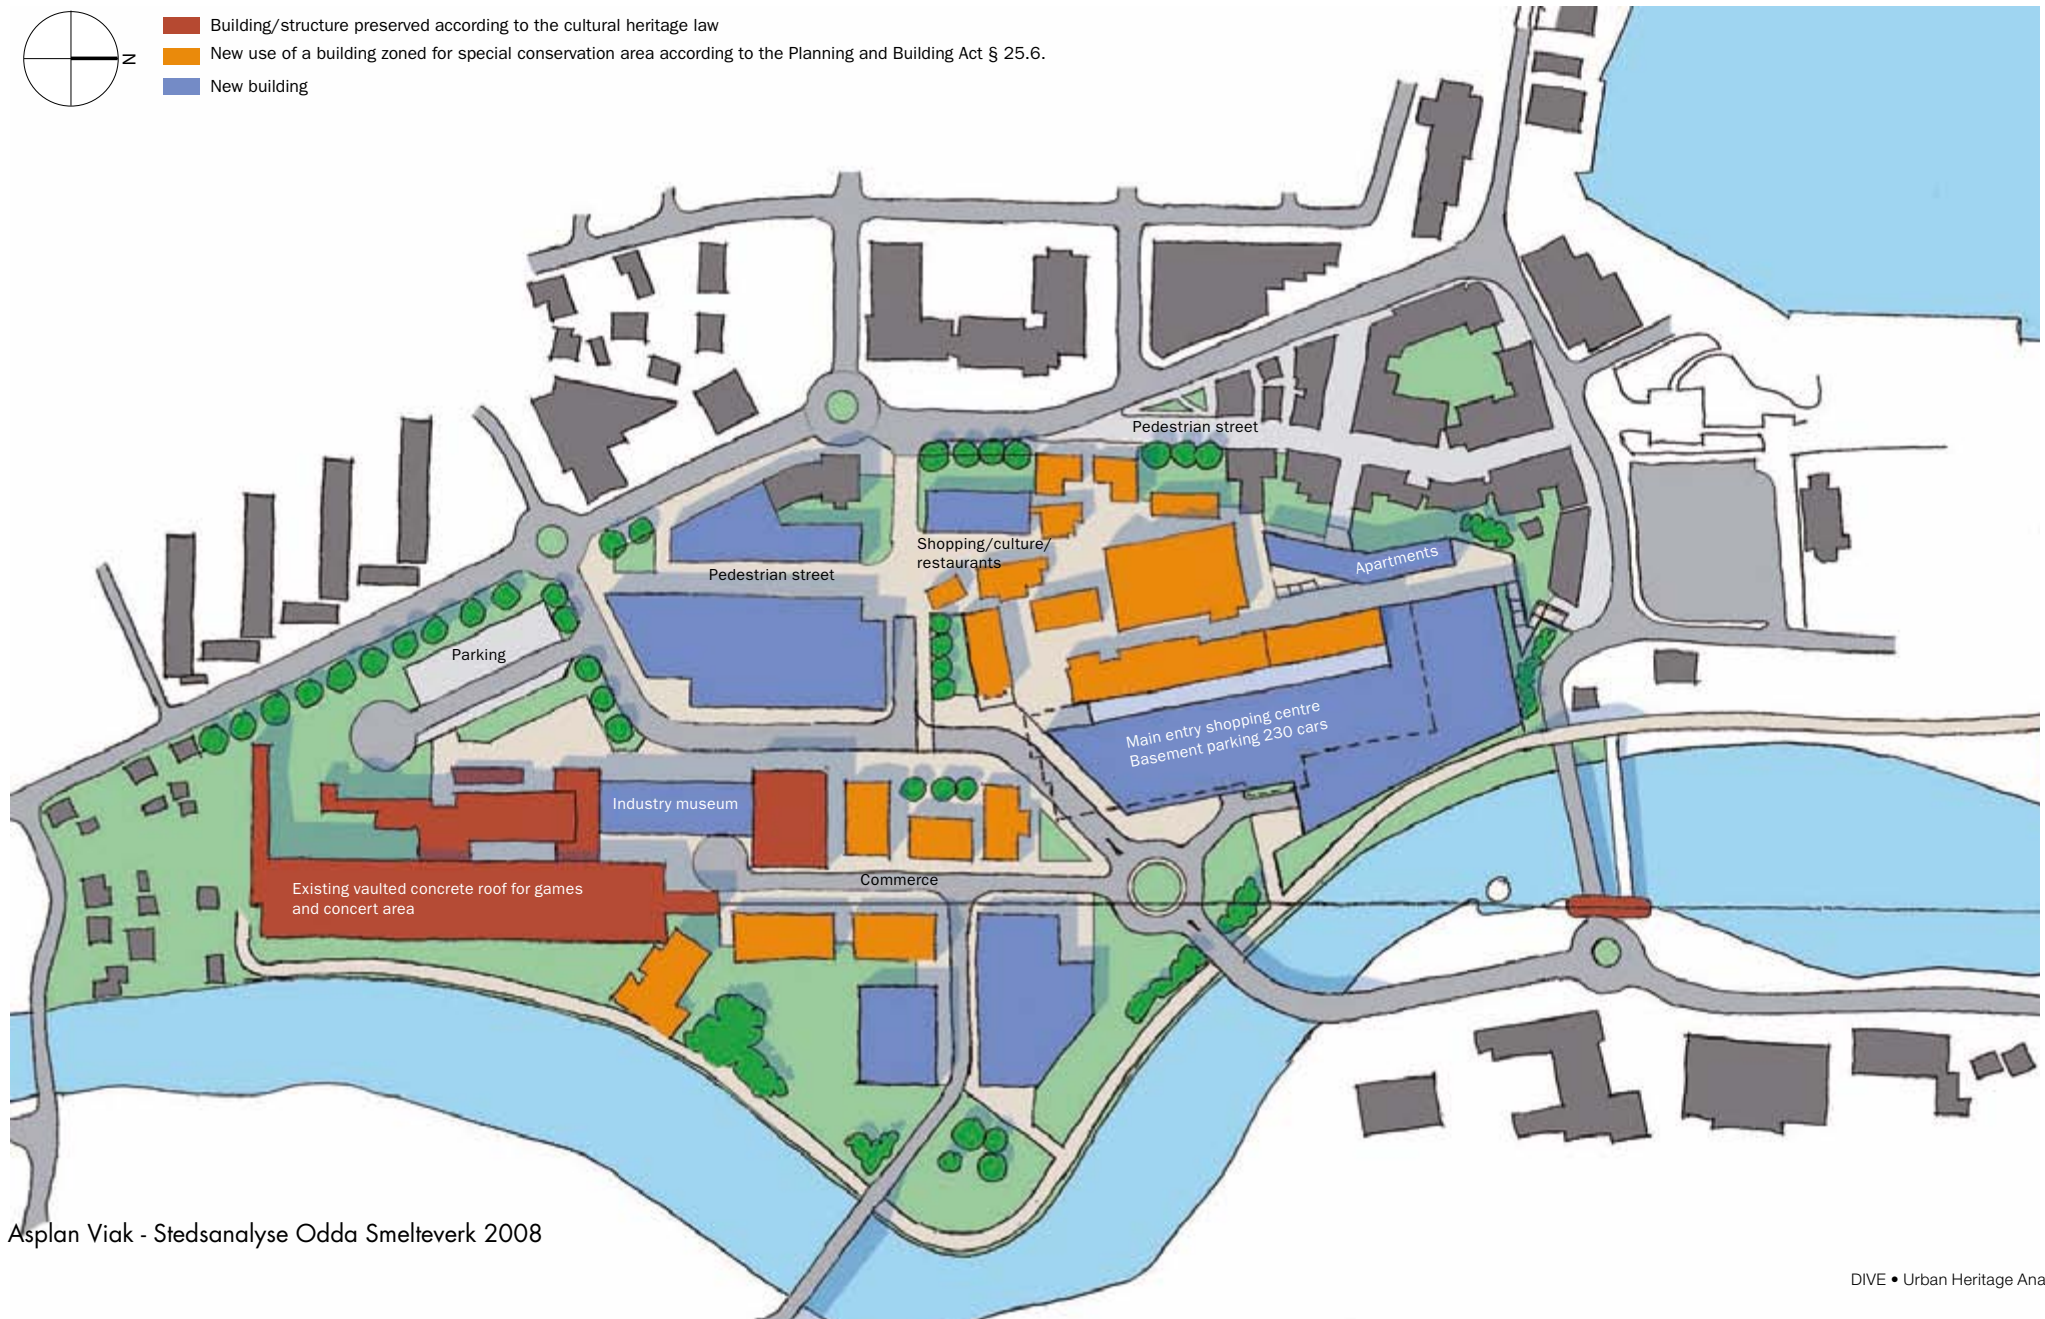 Building/structure preserved according to the cultural heritage law
N
New use of a building zoned for special conservation area according to the Planning and Building Act § 25.6.
New building
Pedestrian street
Shopping/culture/
restaurants
Apartments
Pedestrian street
Parking
Main entry shopping centre
Basement parking 230 cars
Industry museum
Commerce
Existing vaulted concrete roof for games
and concert area
Asplan Viak - Stedsanalyse Odda Smelteverk 2008
DIVE • Urban Heritage Ana